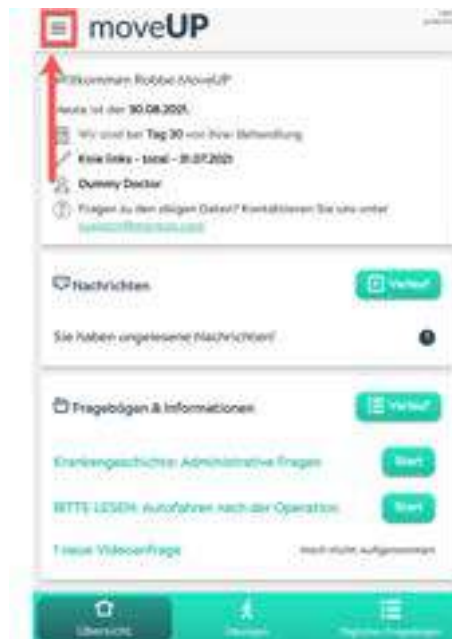 moveUP
Willkommen Robbe MoveUP
Heute ist der 30.08.2021.
Wir sind bei Tag 30 von Ihrer Behandlung
Knie links - total - 31.07.2021
Dummy Doctor
Fragen zu den obigen Daten? Kontaktieren Sie uns unter
Nachrichten
Verlauf
Sie haben ungelesene Nachrichten!
1
Fragebögen & Informationen
Verlauf
Krankengeschichte: Administrative Fragen
Start
BITTE LESEN: Autofahren nach der Operation
Start
1 neue Videoanfrage
noch nicht aufgenommen
Übersicht